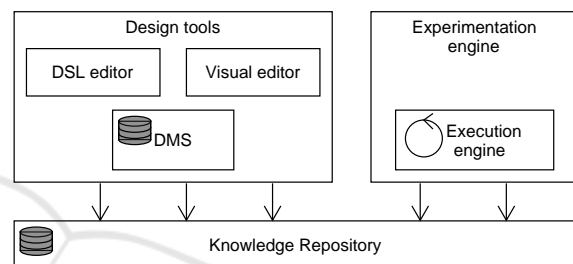 Design tools
DSL editor
Visual editor
DMS
Experimentation
engine
Execution
engine
Knowledge Repository